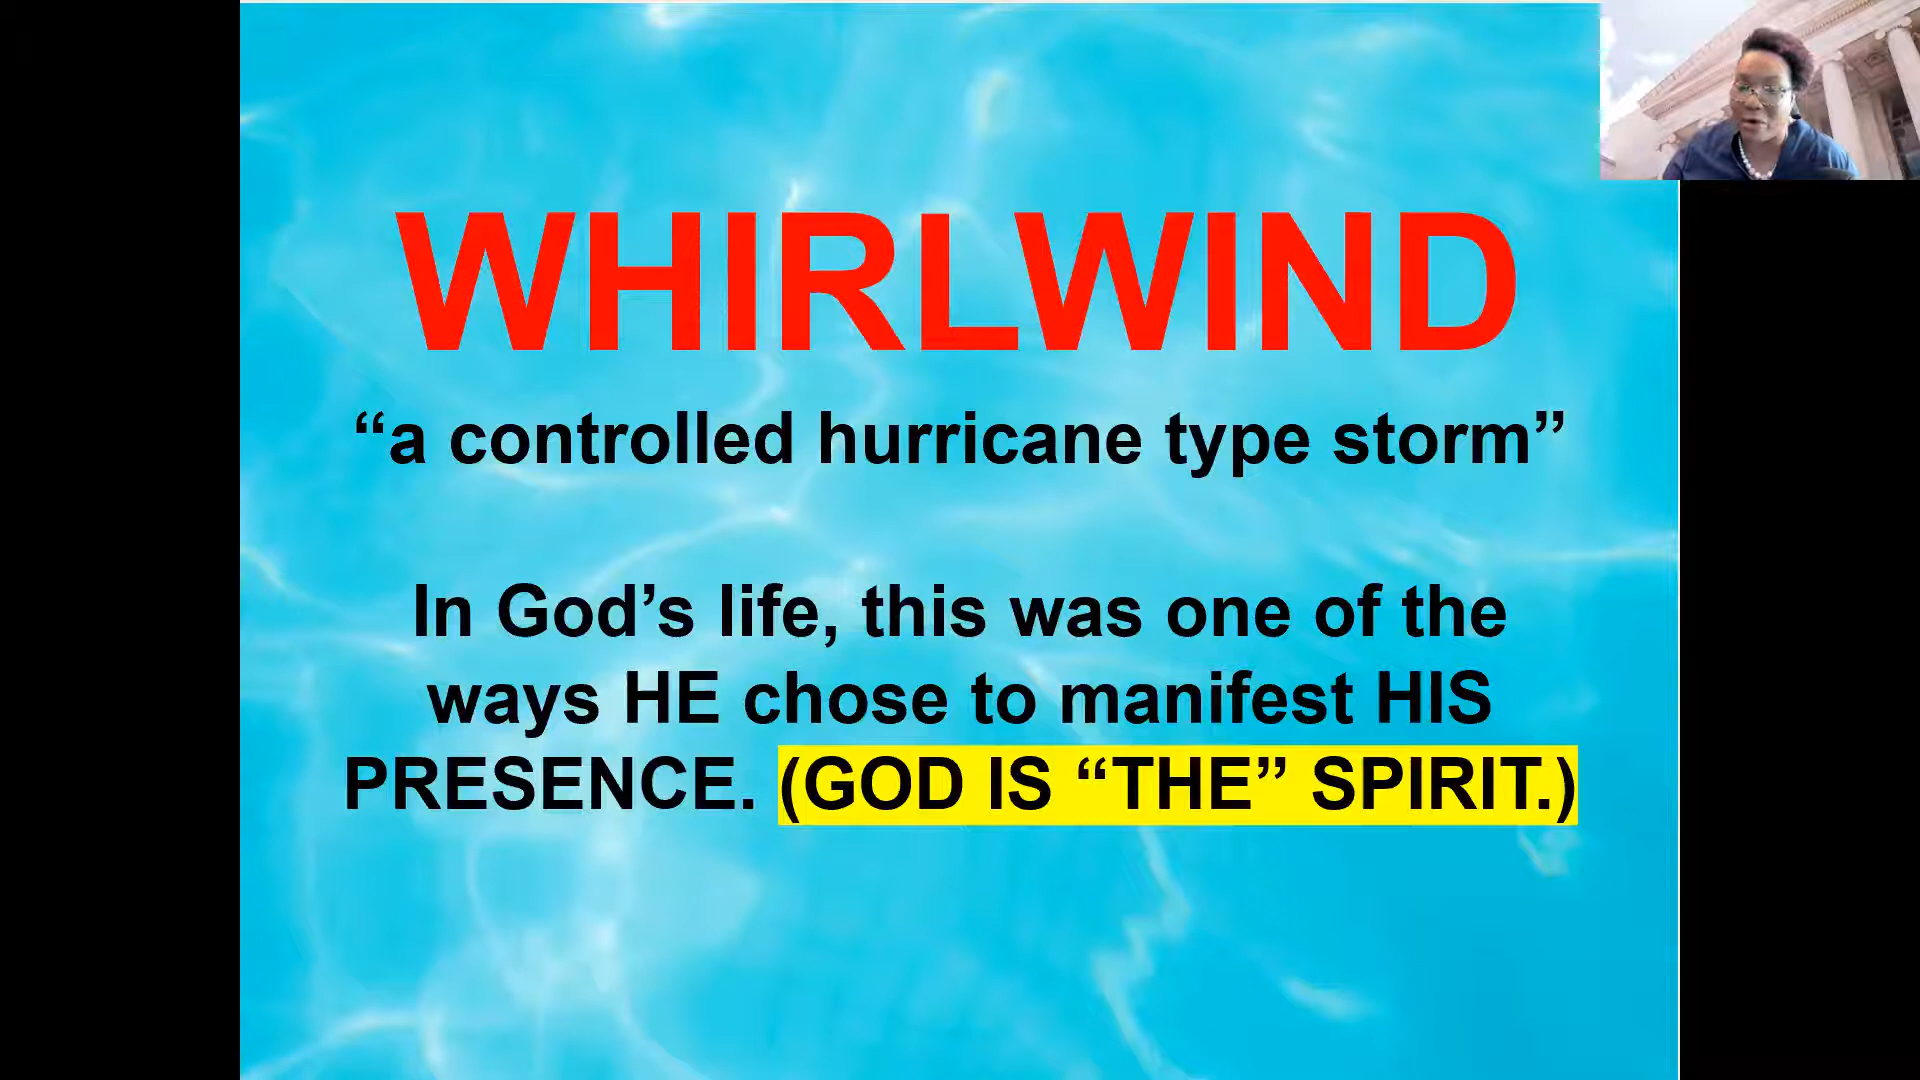 WHIRLWIND
“a controlled hurricane type storm”
In God’s life, this was one of the
ways HE chose to manifest HIS
PRESENCE. (GOD IS “THE” SPIRIT.)